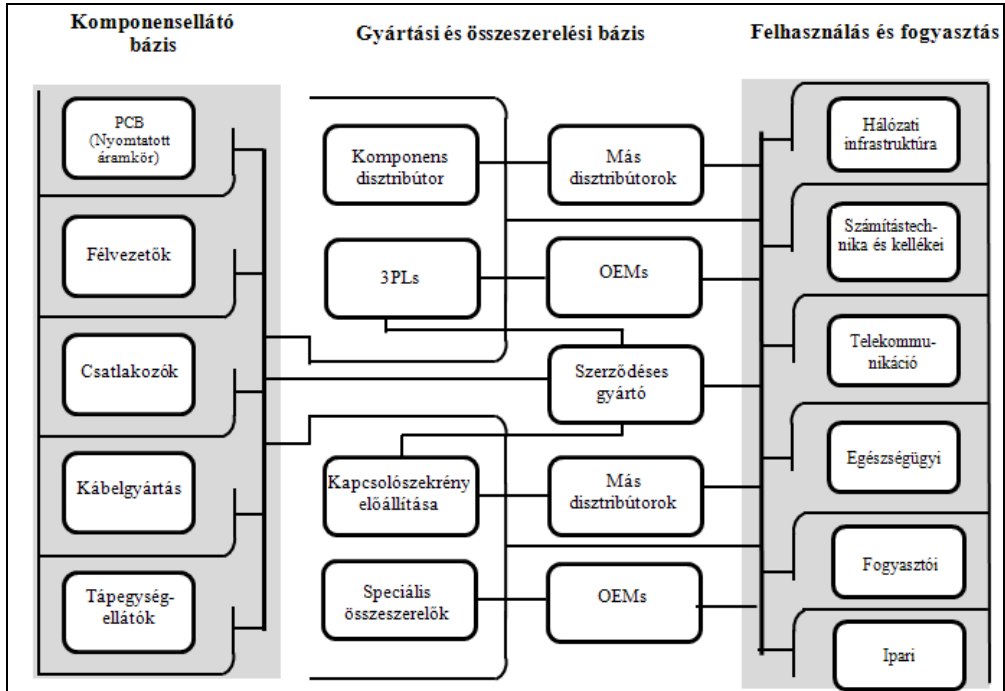 Komponensellátó
bázis
Gyártási és összeszerelési bázis
Felhasználás és fogyasztás
PCB
(Nyomtatott
áramkör)
Félvezetők
Csatlakozók
Kábelgyártás
Tápegység-
ellátók
Komponens
disztribútor
Más
disztribútorok
3PLs
OEMs
Szerződéses
gyártó
Kapcsolószekrény
előállítása
Más
disztribútorok
Speciális
összeszerelők
OEMs
Hálózati
infrastruktúra
Számítástech-
nika és kellékei
Telekommu-
nikáció
Egészségügyi
Fogyasztói
Ipari